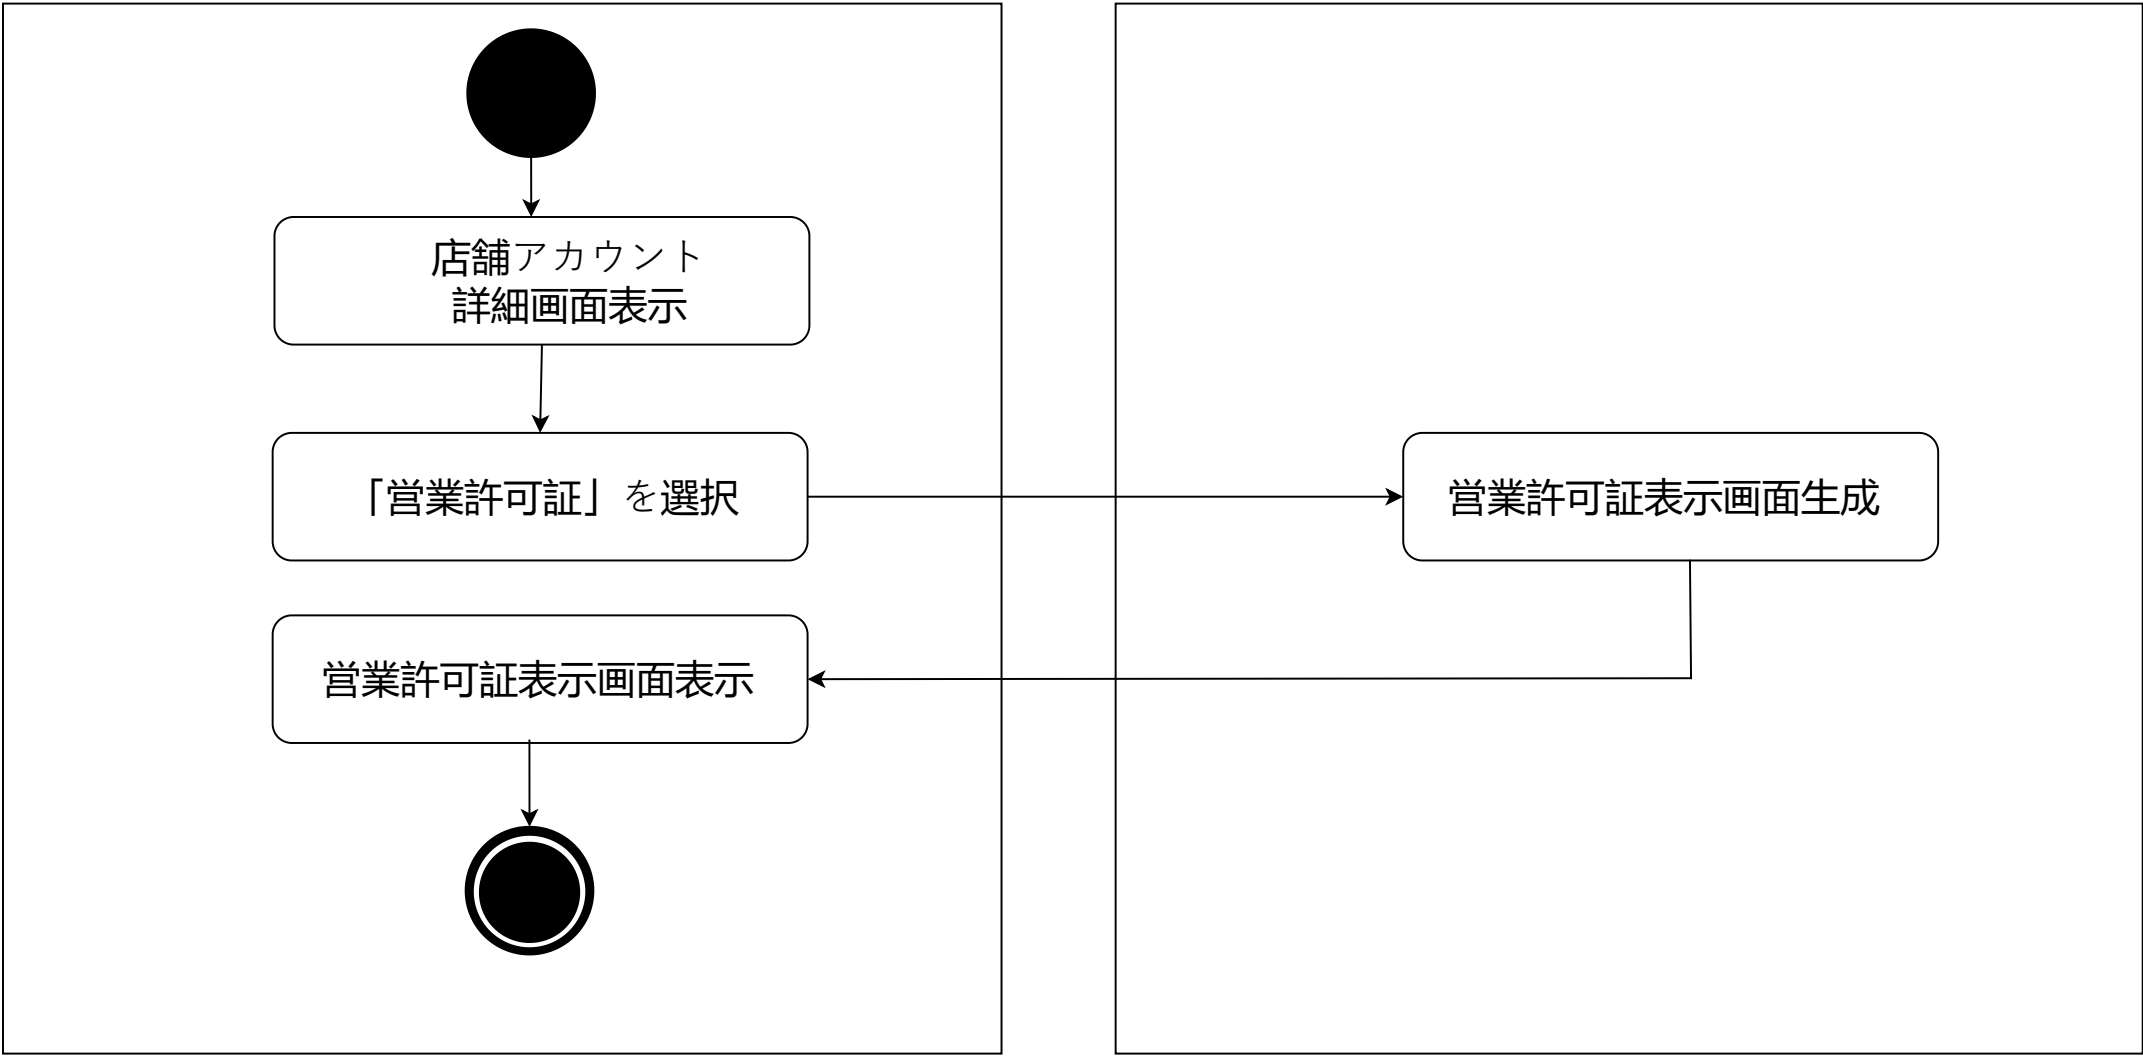 店舗アカウント
詳細画面表示
「営業許可証」を選択
営業許可証表示画面生成
営業許可証表示画面表示